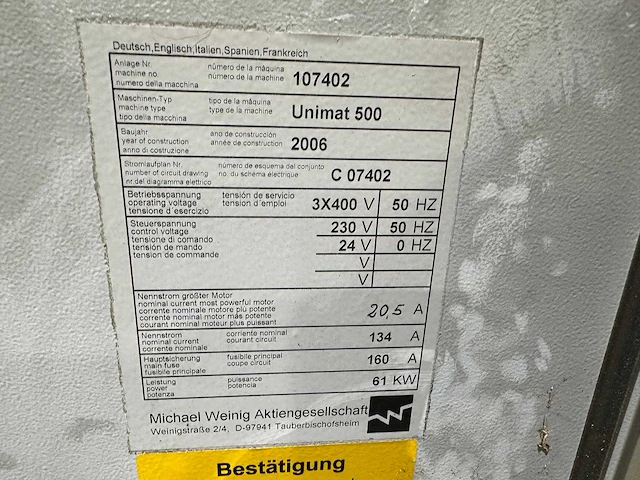 Deutsch,Englisch,Italien,Spanien,Frankreich
Anlage Nr. número de la màquina
machine no número de la machine 107402
numero della macchina
Maschinen-Typ tipo de la màquina
machine type type de la machine Unimat 500
tipo della macchina
Baujahr ano de construcción
year of construction année de construction 2006
anno di costruzione
Stromlaufplan Nr. número de esquema del conjunto
number of circuit drawing no. du schéma électrique C 07402
nr.del diagramma elettrico
Betriebsspannung tensión de servicio
operating voltage tension d'emploi 3X400 V 50 HZ
tensione d'esercizio
Steuerspannung 230 V 50 HZ
control voltage
tensione di comando 24 V 0 HZ
tensión de mando
tension de commande V
V
Nennstrom größter Motor
nominal current most powerful motor
corrente nominale motore più potente 20,5 A
corriente nominal motor más potente
courant nominal moteur plus puissant
Nennstrom corriente nominal
nominal current courant circuit 134 A
corrente nominale
Hauptsicherung fusibile principal
main fuse coupe circuit 160 A
fusibile principale
Leistung puissance
power potencia 61 KW
potenza
Michael Weinig Aktiengesellschaft
Weinigstraße 2/4, D-97941 Tauberbischofsheim
Bestätigung